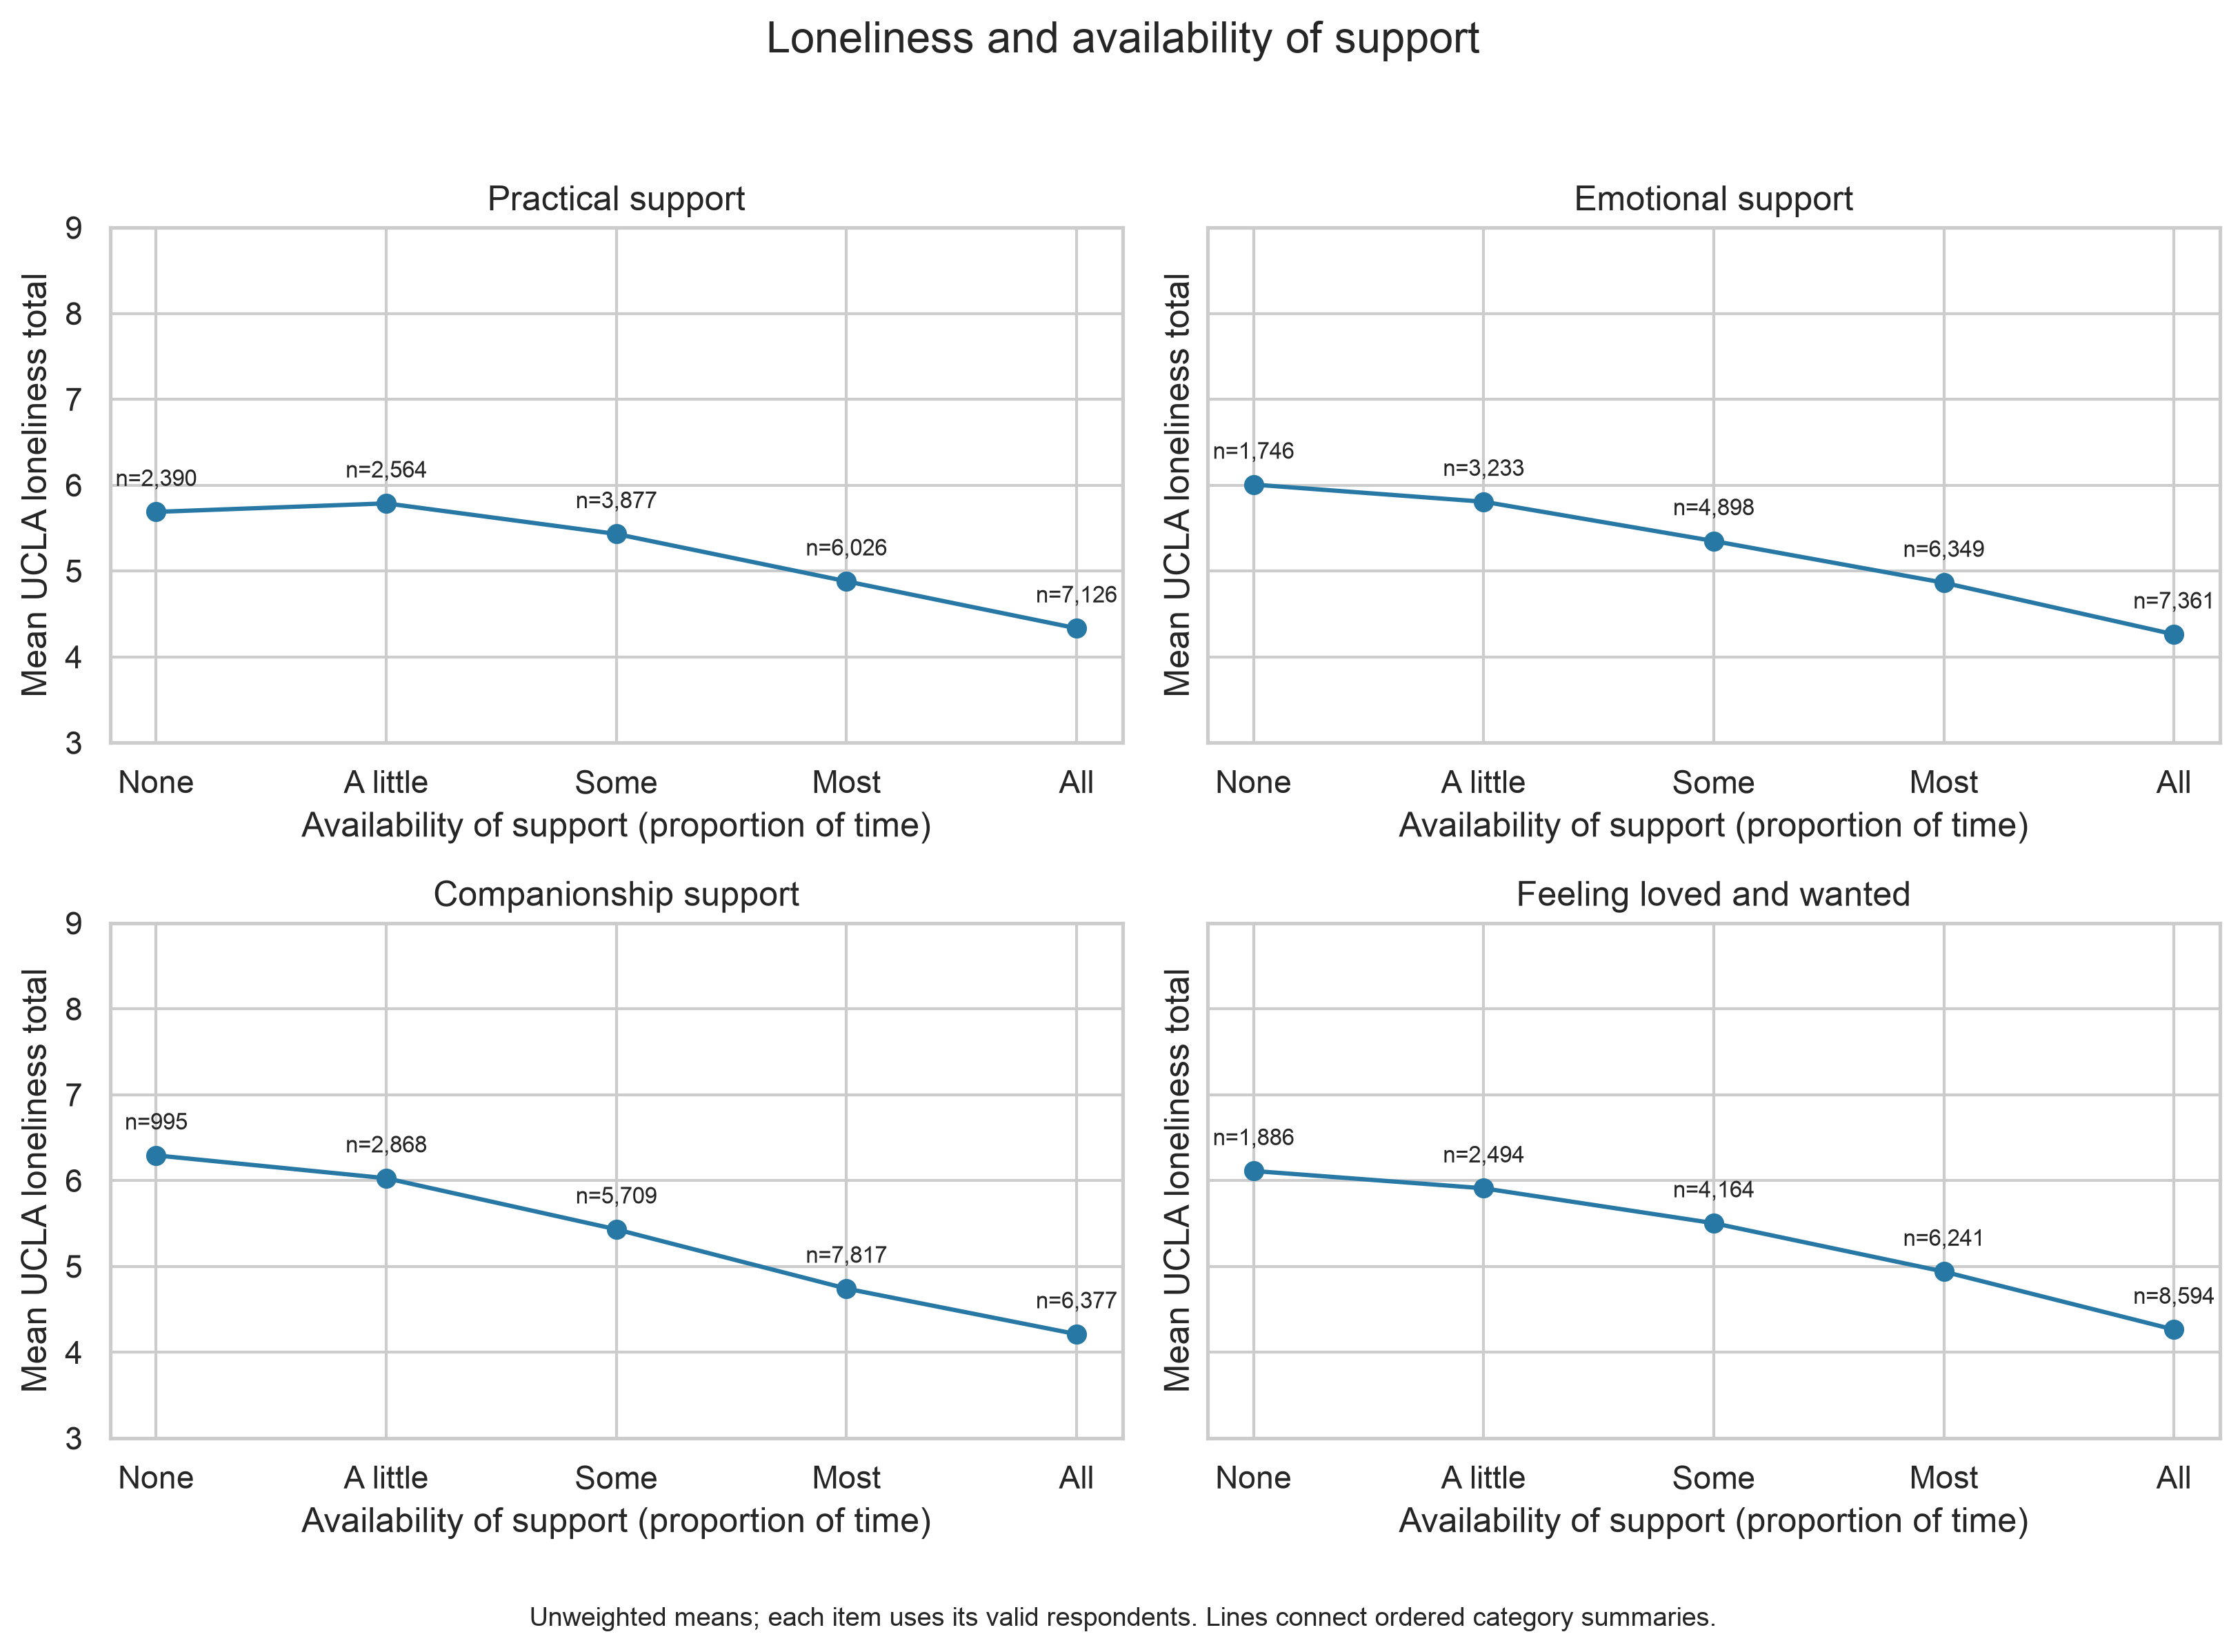 Loneliness and availability of support
Practical support
Mean UCLA loneliness total
9
8
7
6
5
4
3
n=2,390
n=2,564
n=3,877
n=6,026
n=7,126
None A little Some Most All
Availability of support (proportion of time)
Emotional support
Mean UCLA loneliness total
n=1,746
n=3,233
n=4,898
n=6,349
n=7,361
None A little Some Most All
Availability of support (proportion of time)
Companionship support
Mean UCLA loneliness total
9
8
7
6
5
4
3
n=995
n=2,868
n=5,709
n=7,817
n=6,377
None A little Some Most All
Availability of support (proportion of time)
Feeling loved and wanted
Mean UCLA loneliness total
n=1,886
n=2,494
n=4,164
n=6,241
n=8,594
None A little Some Most All
Availability of support (proportion of time)
Unweighted means; each item uses its valid respondents. Lines connect ordered category summaries.